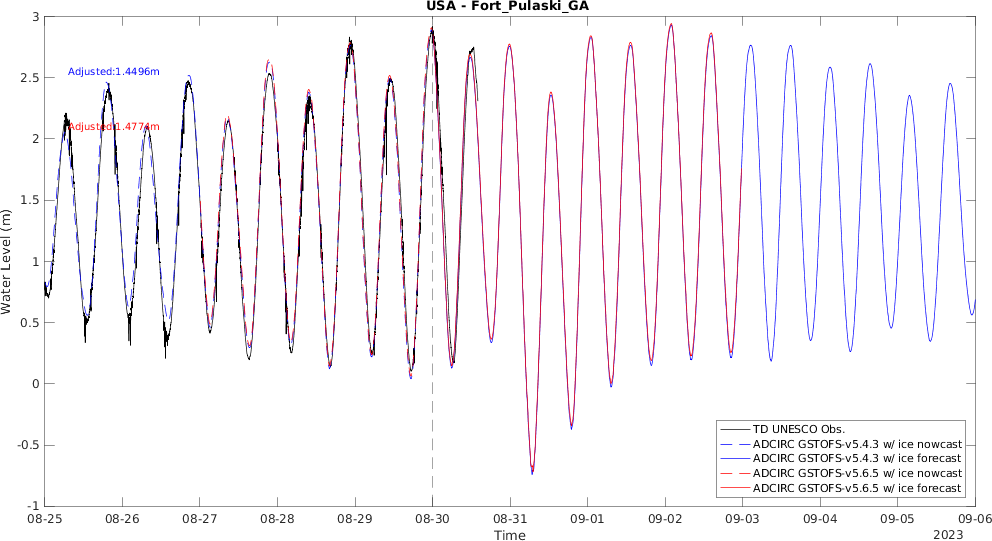 USA - Fort_Pulaski_GA
3
2.5
2
1.5
1
0.5
0
-0.5
-1
Water Level (m)
Adjusted:1.4496m
Adjusted:1.4774m
TD UNESCO Obs.
ADCIRC GSTOFS-v5.4.3 w/ ice nowcast
ADCIRC GSTOFS-v5.4.3 w/ ice forecast
ADCIRC GSTOFS-v5.6.5 w/ ice nowcast
ADCIRC GSTOFS-v5.6.5 w/ ice forecast
08-25 08-26 08-27 08-28 08-29 08-30 08-31 09-01 09-02 09-03 09-04 09-05 09-06
Time
2023